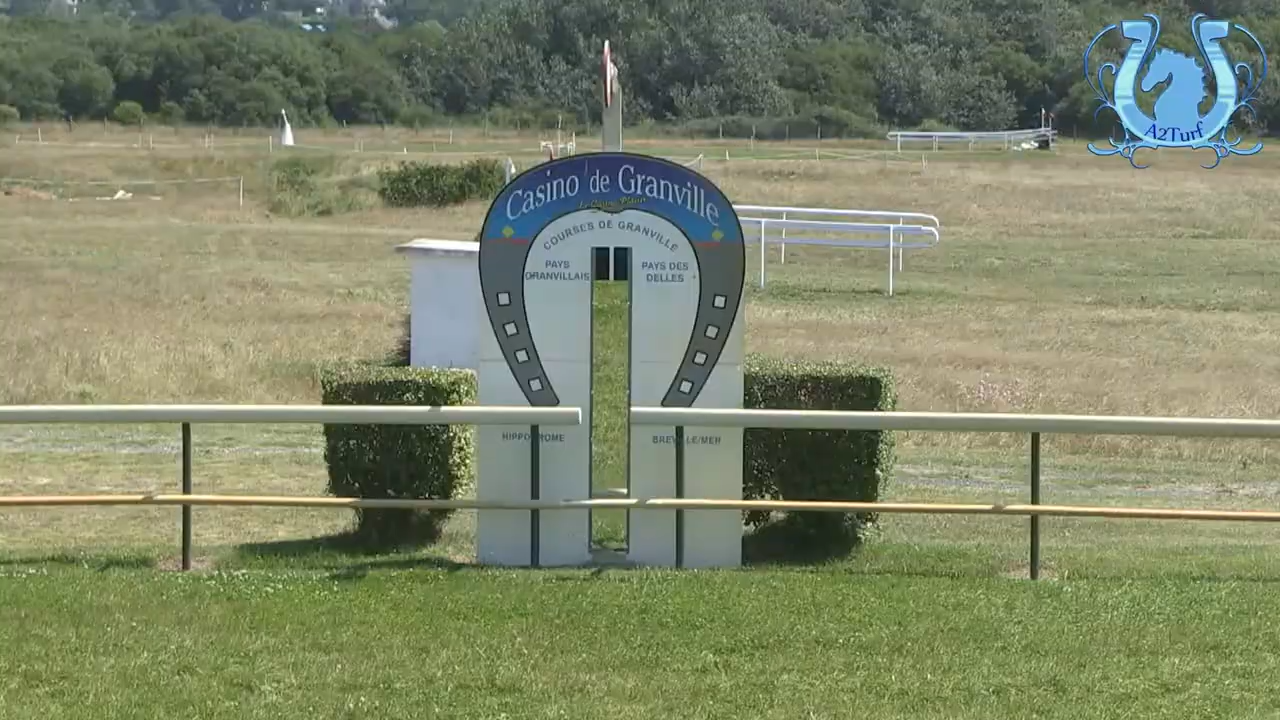 A2Turf
Casino de Granville
COURSES DE GRANVILLE
PAYS
GRANVILLAIS
PAYS DES
DELLES
HIPPODROME
BREVILLE/MER